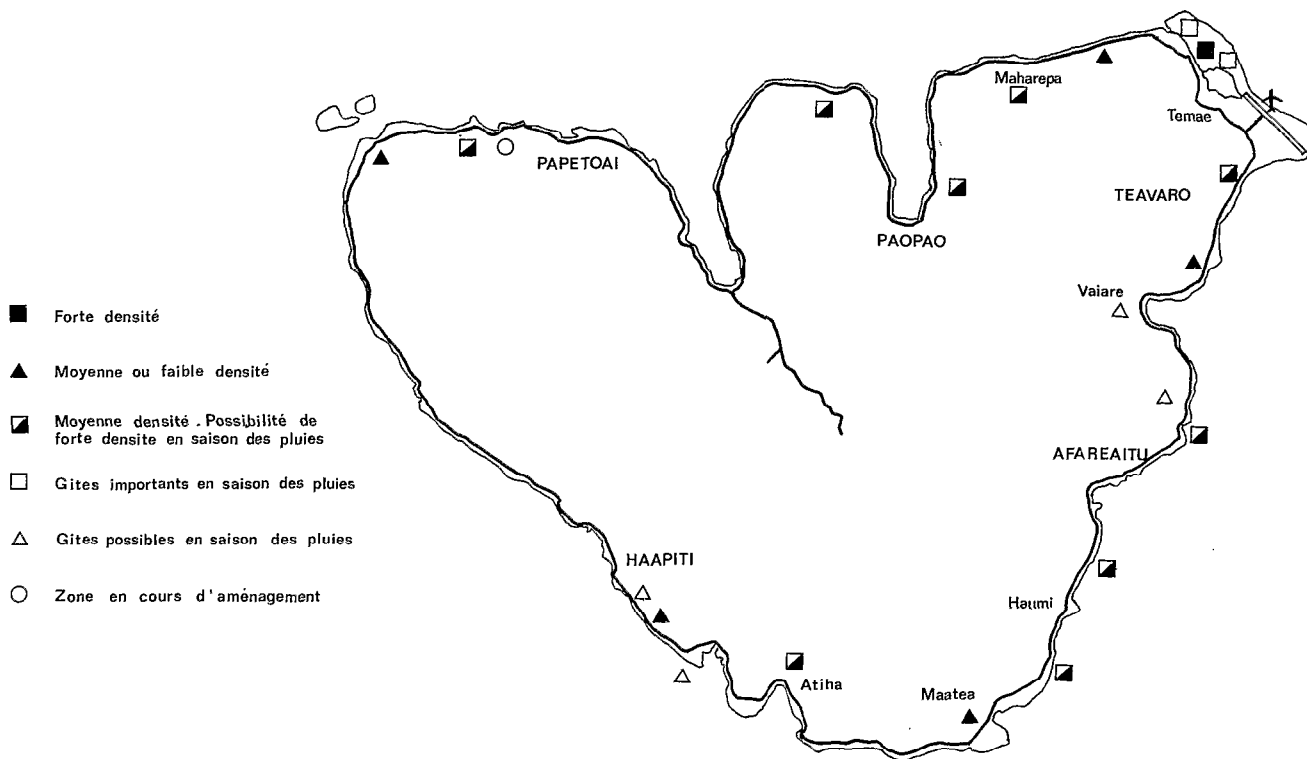 Maharepa
Temae
PAPETOAI
TEAVARO
PAOPAO
Vaiare
Forte densité
Moyenne ou faible densité
Moyenne densité . Possibilité de
forte densite en saison des pluies
AFAREAITU
Gites importants en saison des pluies
Gites possibles en saison des pluies
HAAPITI
Zone en cours d'aménagement
Haumi
Atiha
Maatea